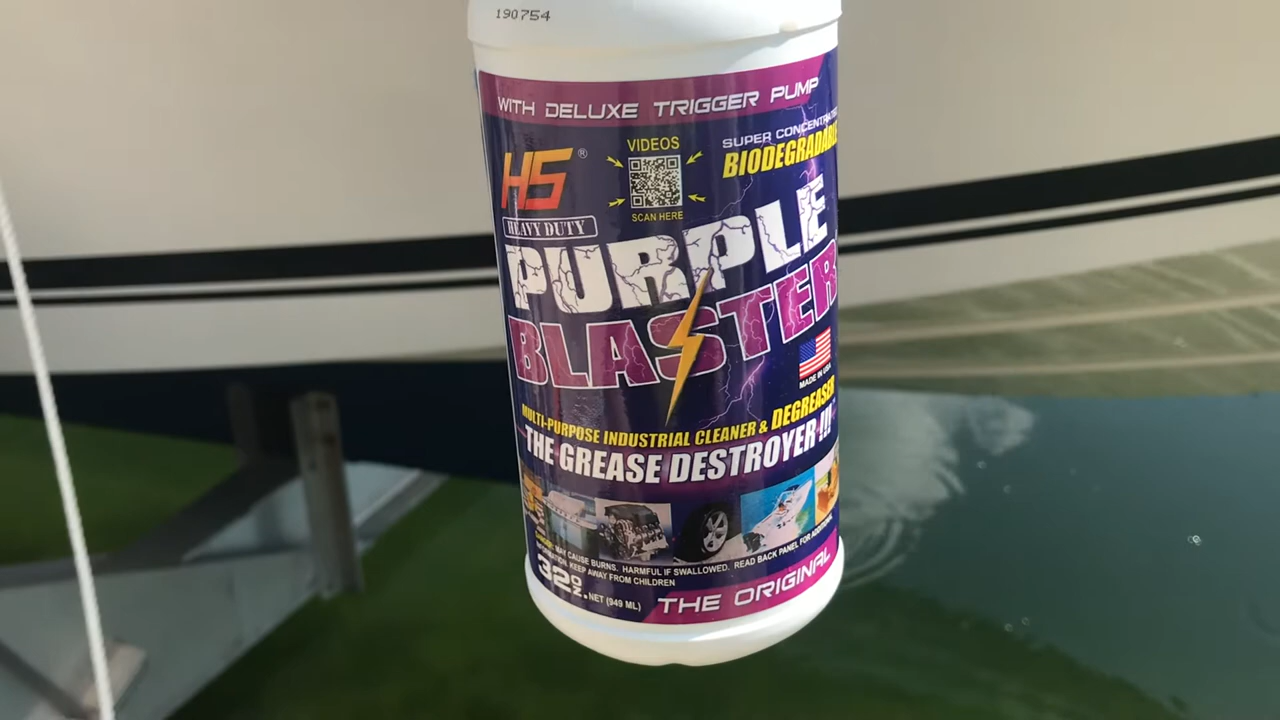 190754
WITH DELUXE TRIGGER PUMP
HS®
VIDEOS
SCAN HERE
SUPER CONCENTRATED
BIODEGRADABLE
HEAVY DUTY
PURPLE
BLASTER
MADE IN USA
MULTI-PURPOSE INDUSTRIAL CLEANER & DEGREASER
THE GREASE DESTROYER!!!
MAY CAUSE BURNS. HARMFUL IF SWALLOWED. READ BACK PANEL FOR
INFORMATION. KEEP AWAY FROM CHILDREN
32 OZ. NET (949 ML)
THE ORIGINAL